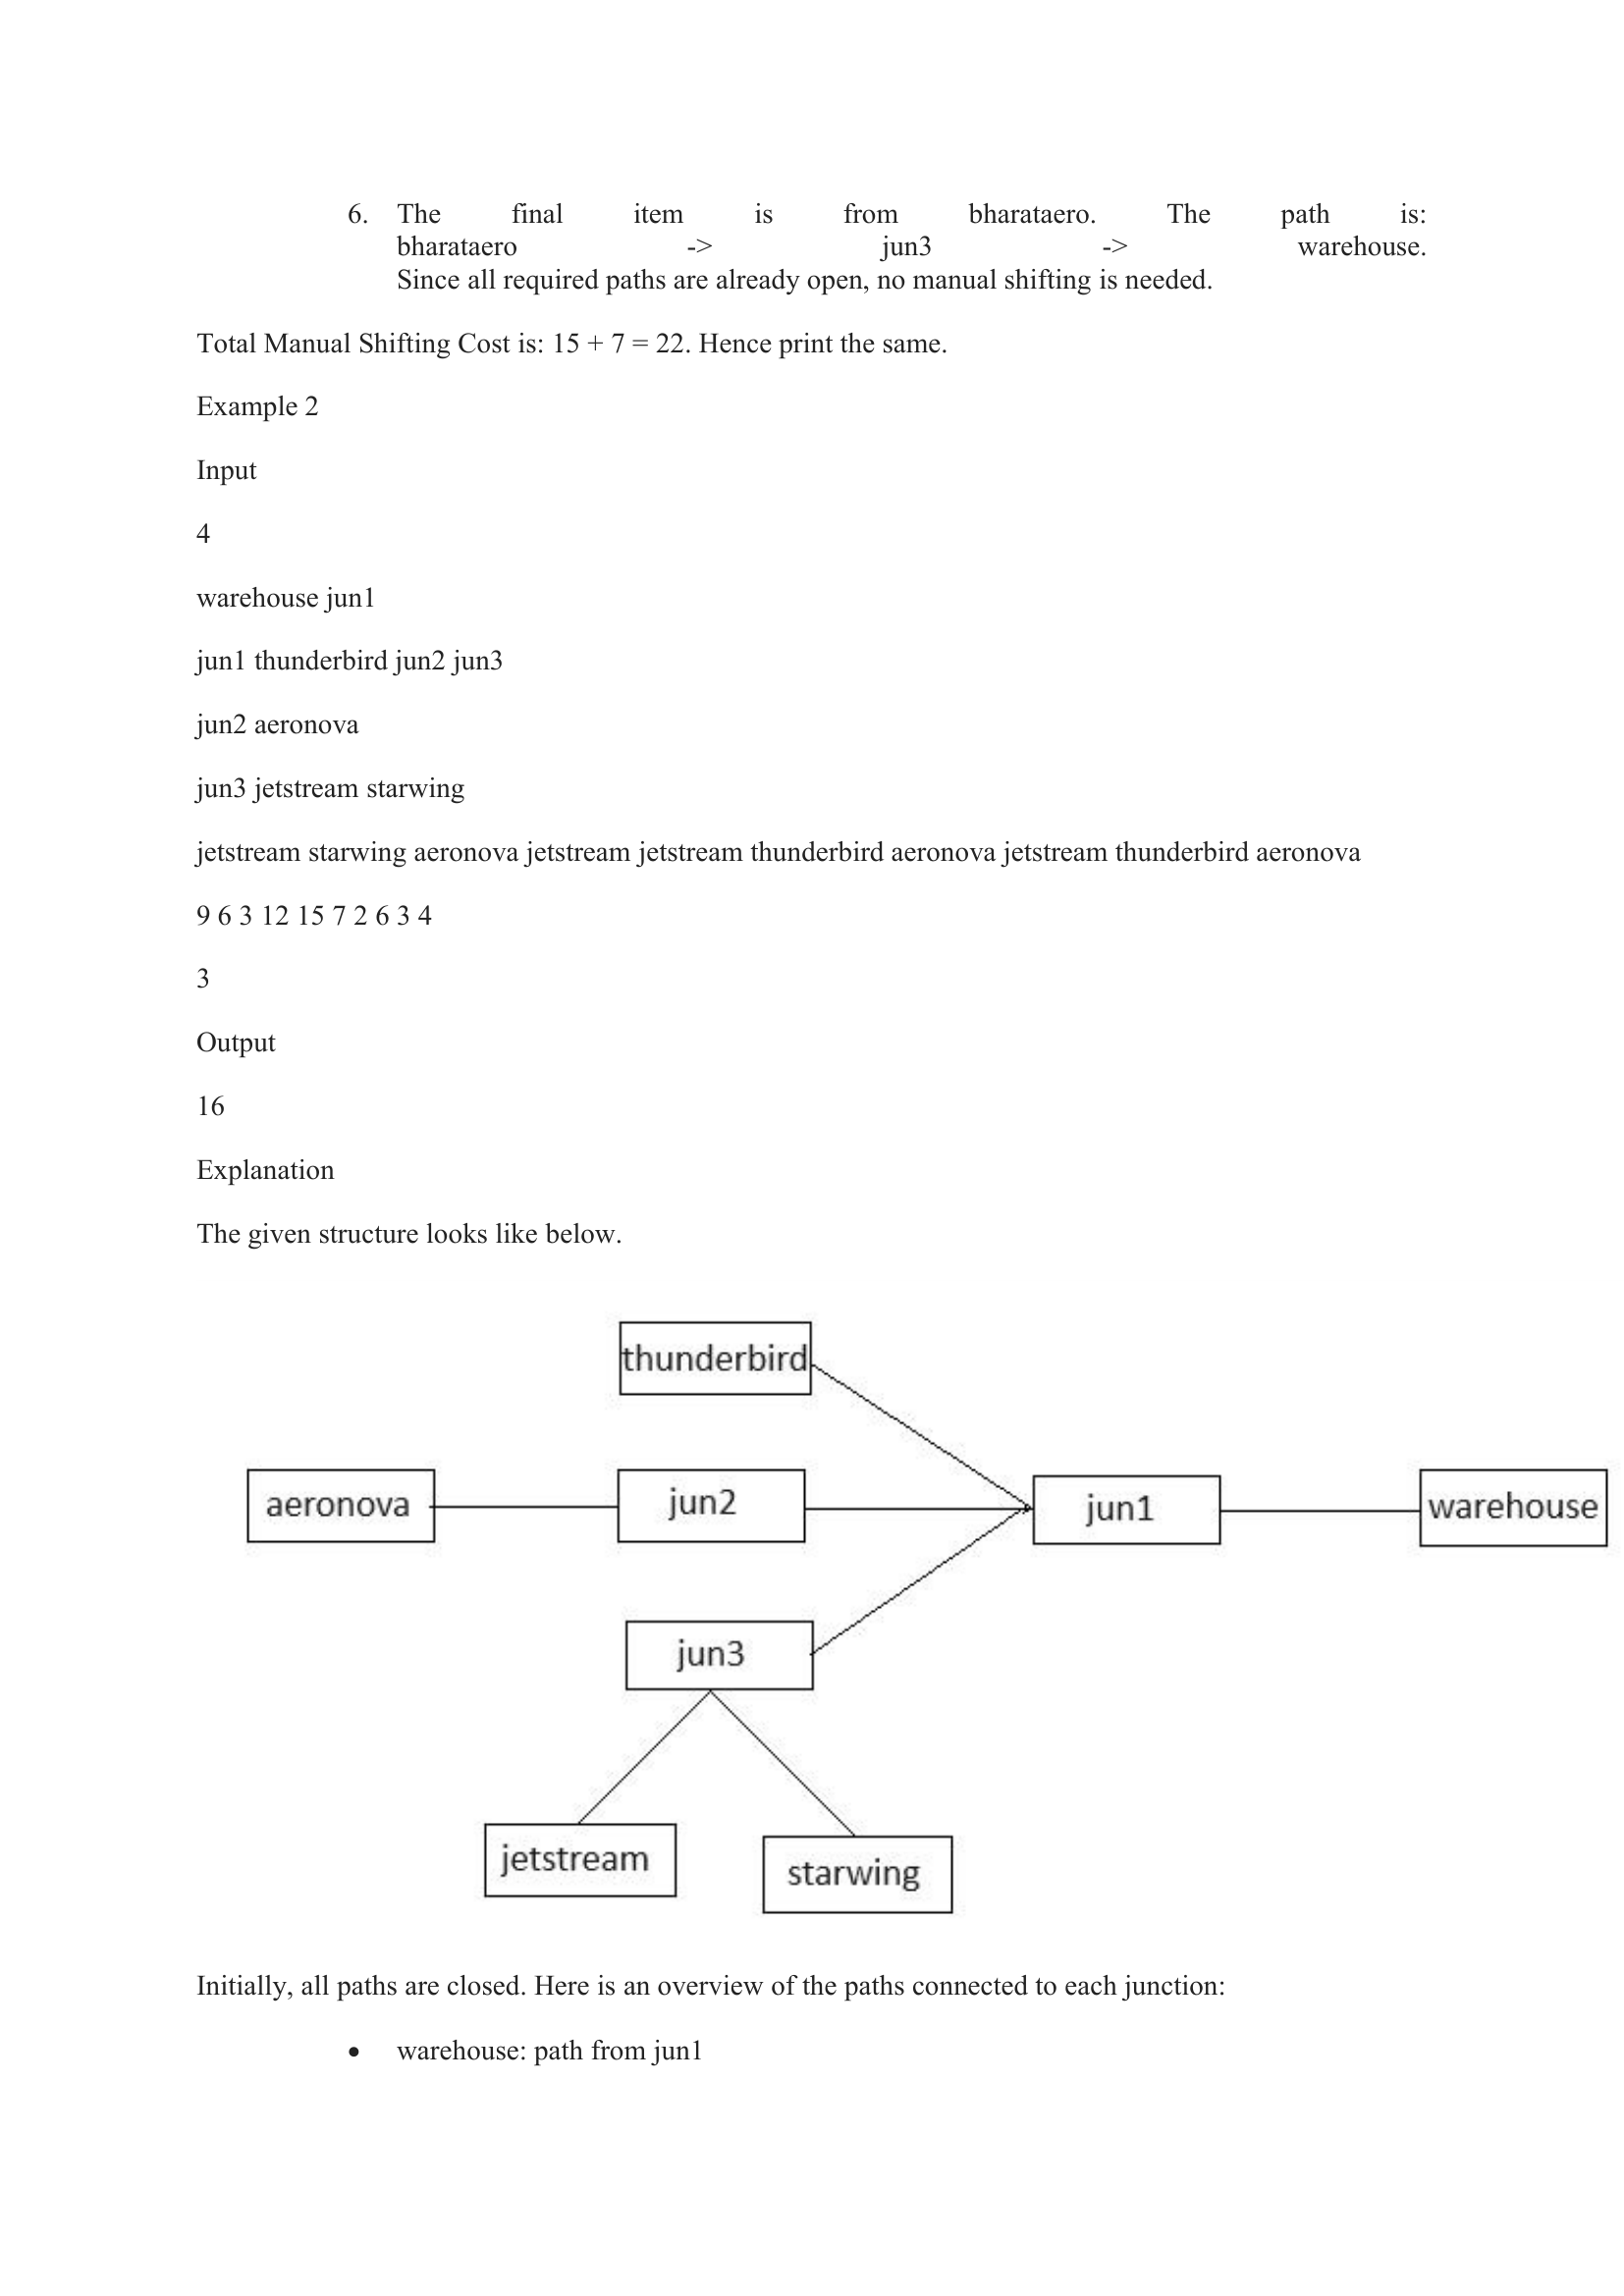 6. The final item is from bharataero. The path is:
bharataero -> jun3 -> warehouse.
Since all required paths are already open, no manual shifting is needed.
Total Manual Shifting Cost is: 15 + 7 = 22. Hence print the same.
Example 2
Input
4
warehouse jun1
jun1 thunderbird jun2 jun3
jun2 aeronova
jun3 jetstream starwing
jetstream starwing aeronova jetstream jetstream thunderbird aeronova jetstream thunderbird aeronova
9 6 3 12 15 7 2 6 3 4
3
Output
16
Explanation
The given structure looks like below.
thunderbird
aeronova jun2 jun1 warehouse
jun3
jetstream starwing
Initially, all paths are closed. Here is an overview of the paths connected to each junction:
• warehouse: path from jun1